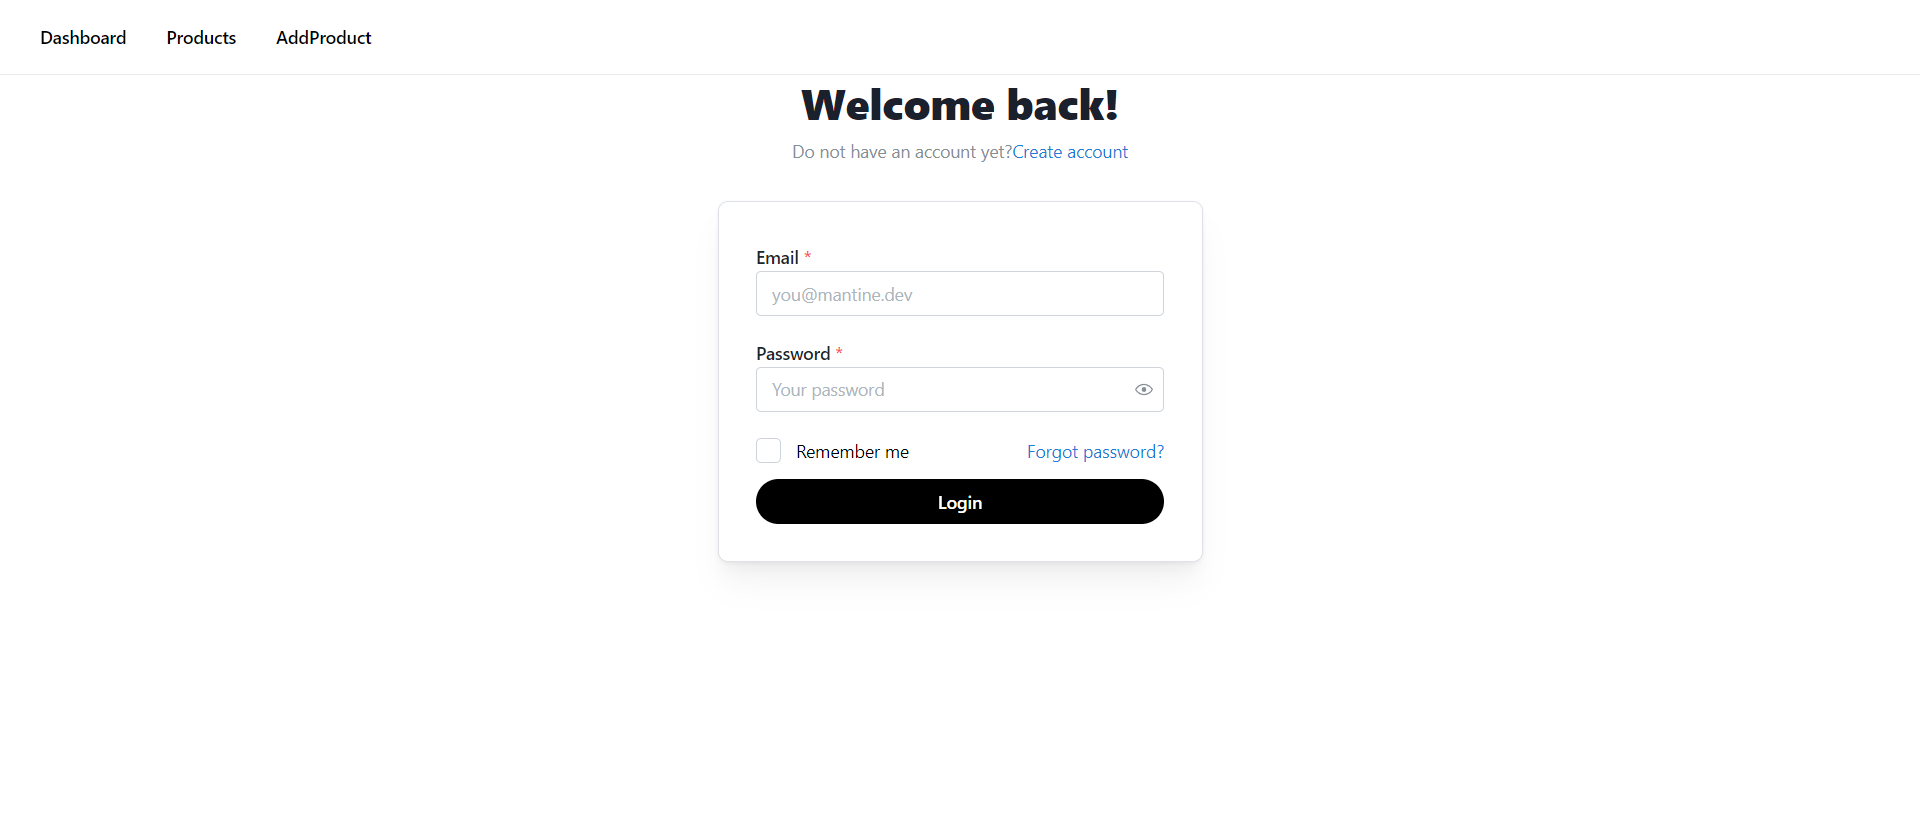 Dashboard Products AddProduct
Welcome back!
Do not have an account yet?Create account
Email *
you@mantine.dev
Password *
Your password
Remember me Forgot password?
Login